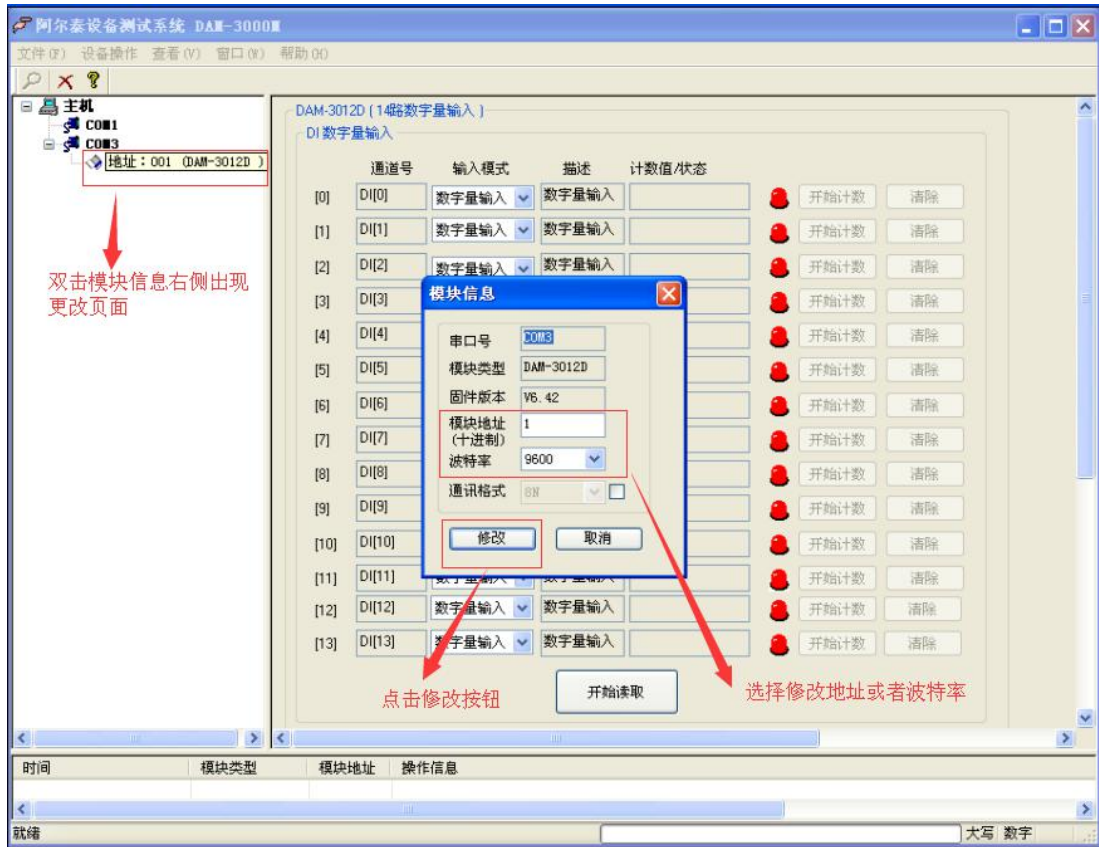 阿尔泰设备测试系统 DAM-3000M
文件(F) 设备操作 查看(V) 窗口(W) 帮助(H)
主机
COM1
COM3
地址：001 (DAM-3012D )
双击模块信息右侧出现
更改页面
DAM-3012D ( 14路数字量输入 )
DI 数字量输入
通道号 输入模式 描述 计数值/状态
[0] DI[0] 数字量输入 数字量输入 开始计数 清除
[1] DI[1] 数字量输入 数字量输入 开始计数 清除
[2] DI[2] 数字量输入 数字量输入 开始计数 清除
[3] DI[3] 开始计数 清除
[4] DI[4] 开始计数 清除
[5] DI[5] 开始计数 清除
[6] DI[6] 开始计数 清除
[7] DI[7] 开始计数 清除
[8] DI[8] 开始计数 清除
[9] DI[9] 开始计数 清除
[10] DI[10] 开始计数 清除
[11] DI[11] 数字量输入 数字量输入 开始计数 清除
[12] DI[12] 数字量输入 数字量输入 开始计数 清除
[13] DI[13] 数字量输入 数字量输入 开始计数 清除
模块信息
串口号 COM3
模块类型 DAM-3012D
固件版本 V6.42
模块地址 1
(十进制)
波特率 9600
通讯格式 8N
修改 取消
点击修改按钮
开始读取
选择修改地址或者波特率
时间 模块类型 模块地址 操作信息
就绪 大写 数字